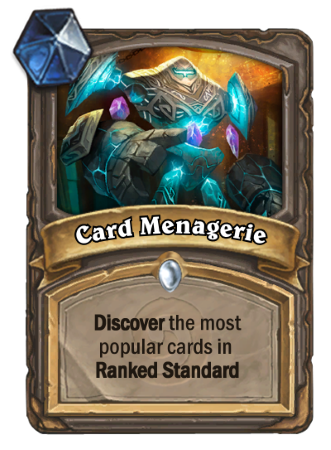 Card Menagerie
Discover the most
popular cards in
Ranked Standard